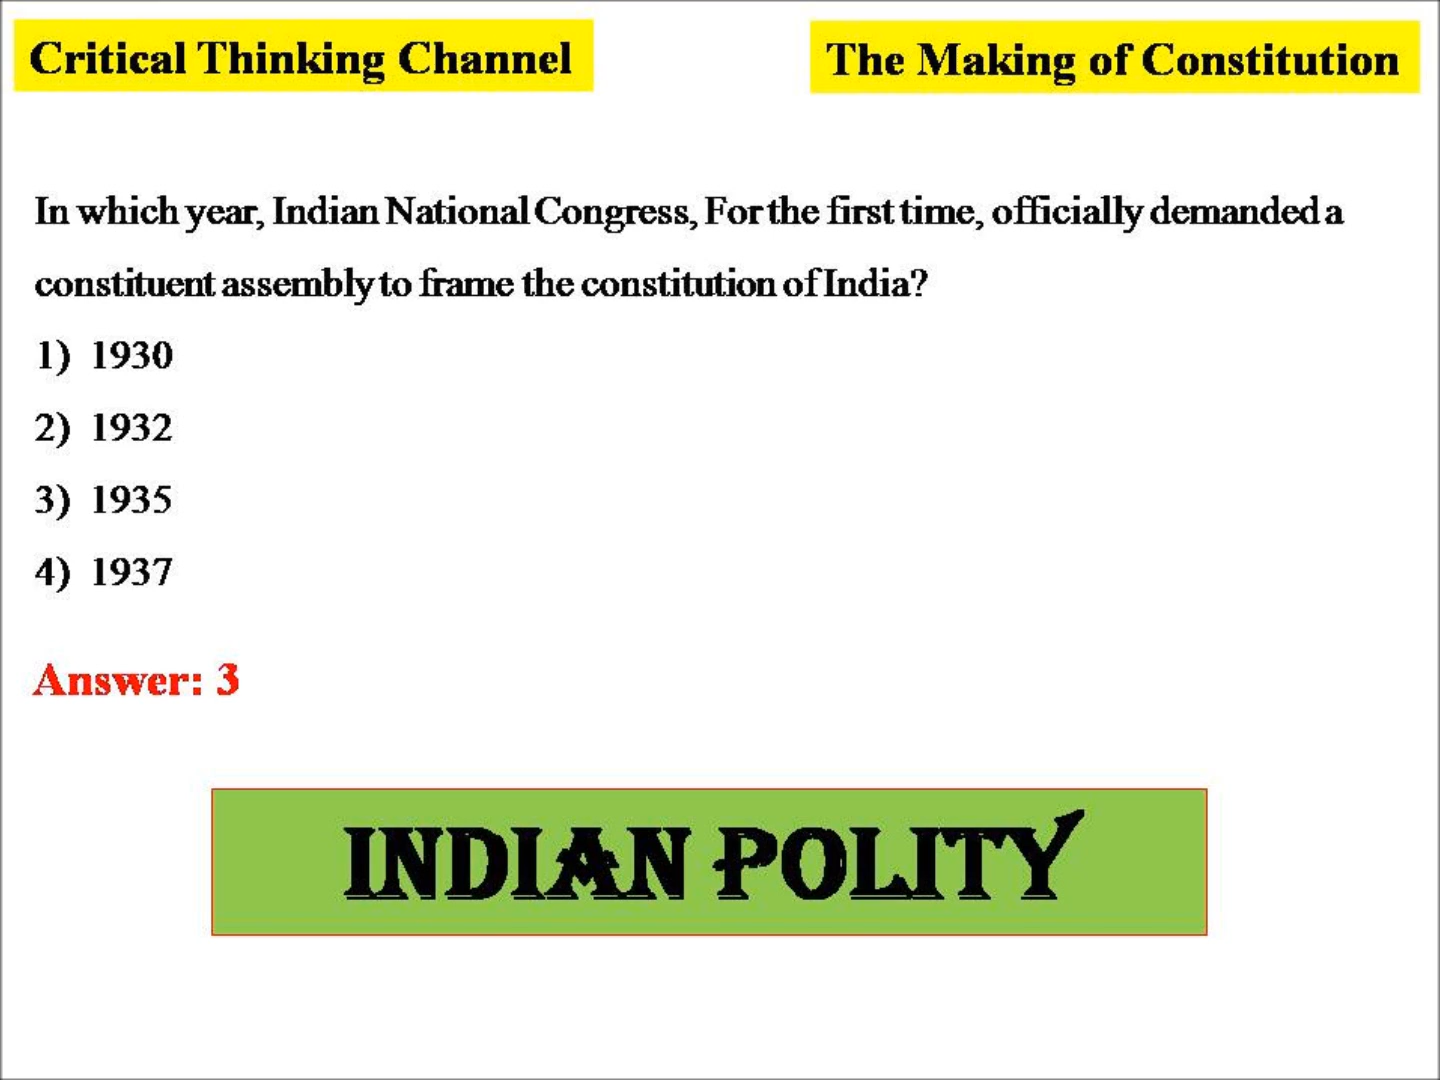 Critical Thinking Channel
The Making of Constitution
In which year, Indian National Congress, For the first time, officially demanded a
constituent assembly to frame the constitution of India?
1) 1930
2) 1932
3) 1935
4) 1937
Answer: 3
INDIAN POLITY